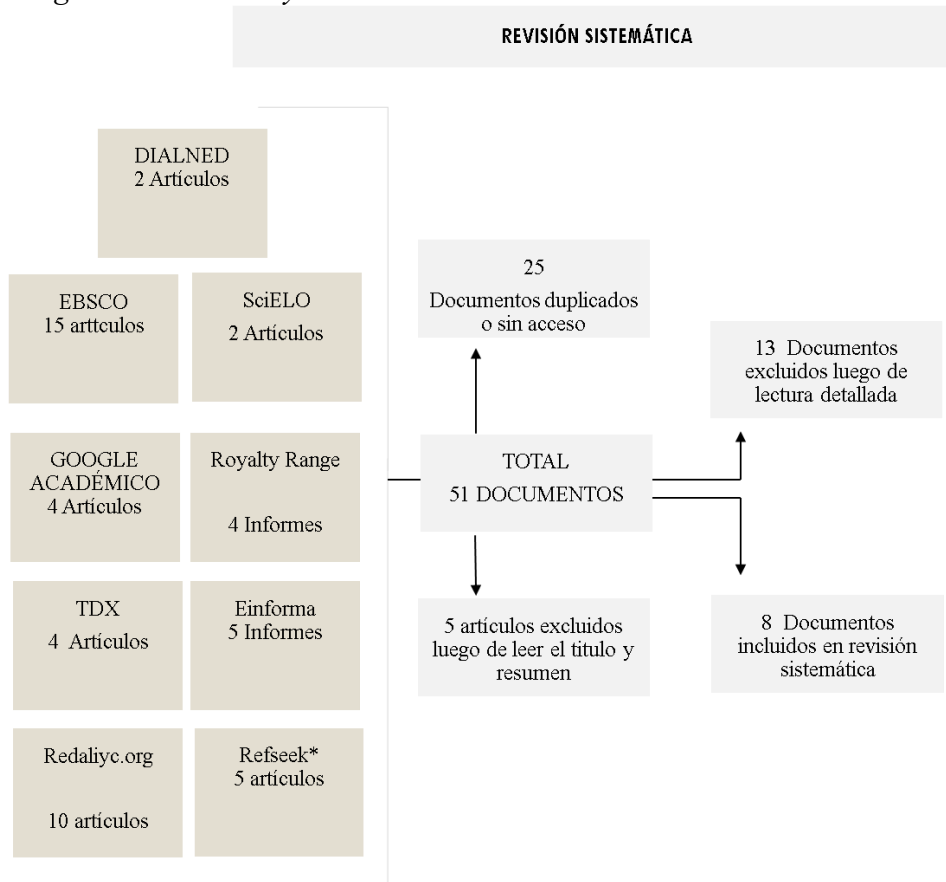 REVISIÓN SISTEMÁTICA
DIALNED
2 Artículos
EBSCO
15 arttculos
SciELO
2 Artículos
GOOGLE
ACADÉMICO
4 Artículos
Royalty Range
4 Informes
TDX
4 Artículos
Einforma
5 Informes
Redaliyc.org
10 artículos
Refseek*
5 artículos
25
Documentos duplicados
o sin acceso
TOTAL
51 DOCUMENTOS
5 artículos excluidos
luego de leer el titulo y
resumen
13 Documentos
excluidos luego de
lectura detallada
8 Documentos
incluidos en revisión
sistemática